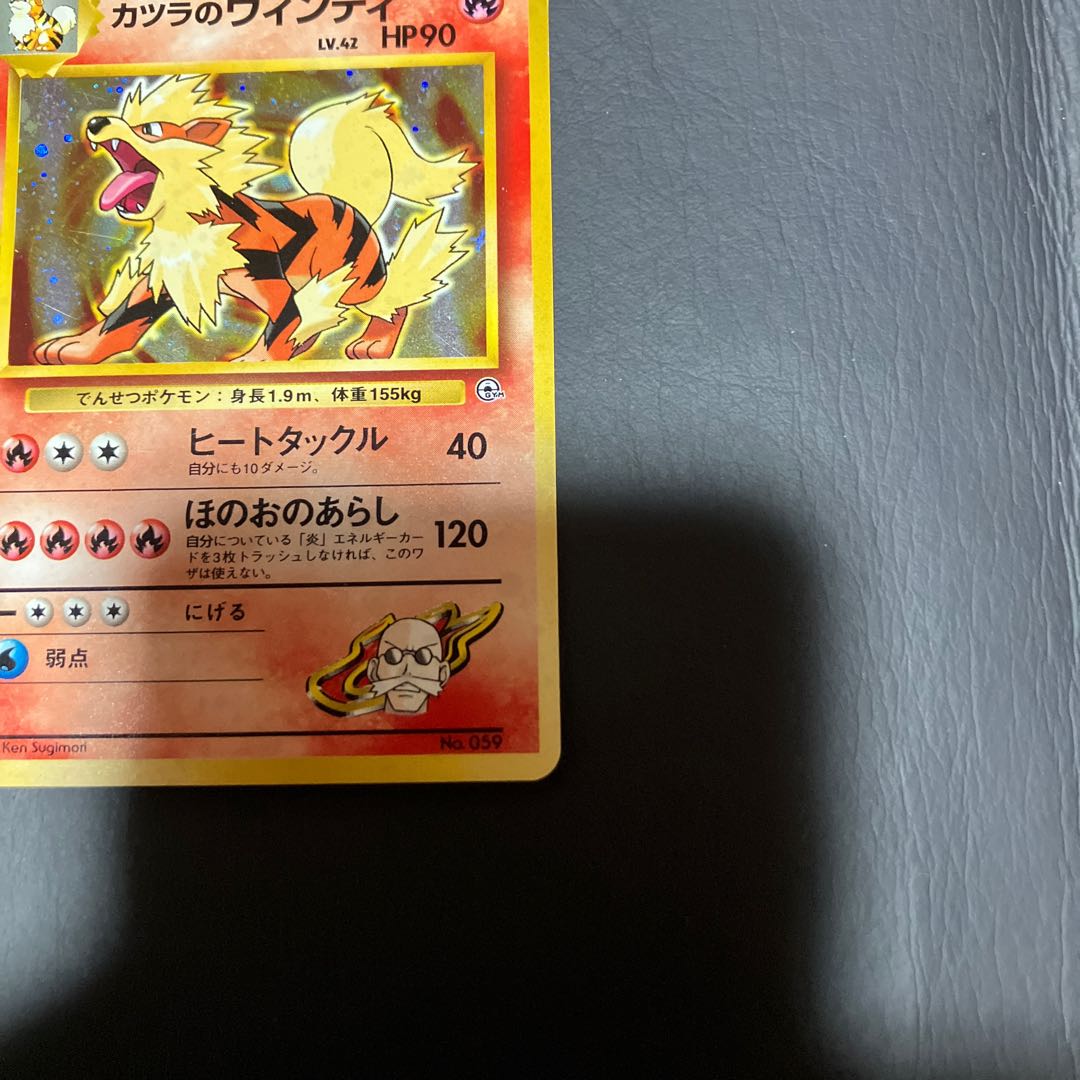 カツラのウインディ
LV.42 HP90
でんせつポケモン：身長1.9m、体重155kg
GYM
ヒートタックル 40
自分にも10ダメージ。
ほのおのあらし 120
自分についている「炎」エネルギーカー
ドを3枚トラッシュしなければ、このワ
ザは使えない。
にげる
弱点
Ken Sugimori No. 059